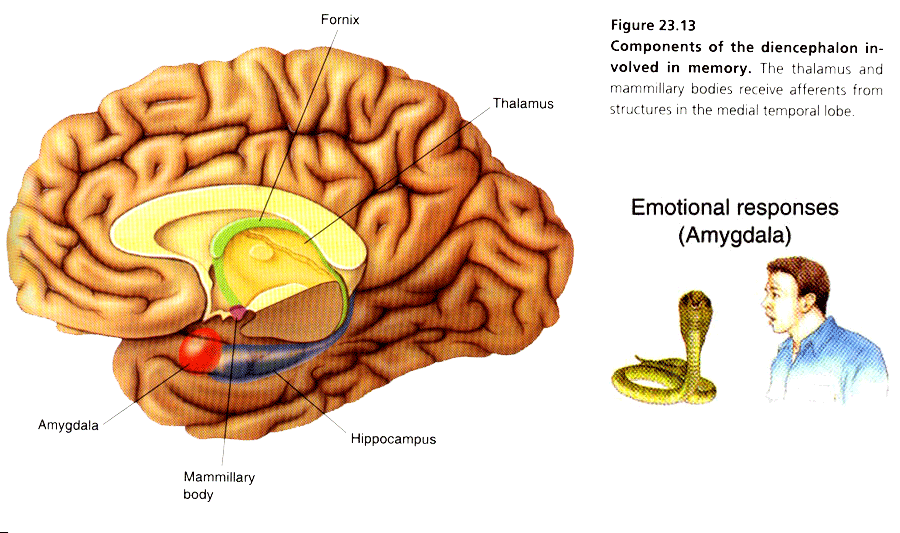 Fornix
Figure 23.13
Components of the diencephalon in-
volved in memory. The thalamus and
mammillary bodies receive afferents from
structures in the medial temporal lobe.
Thalamus
Emotional responses
(Amygdala)
Amygdala
Hippocampus
Mammillary
body